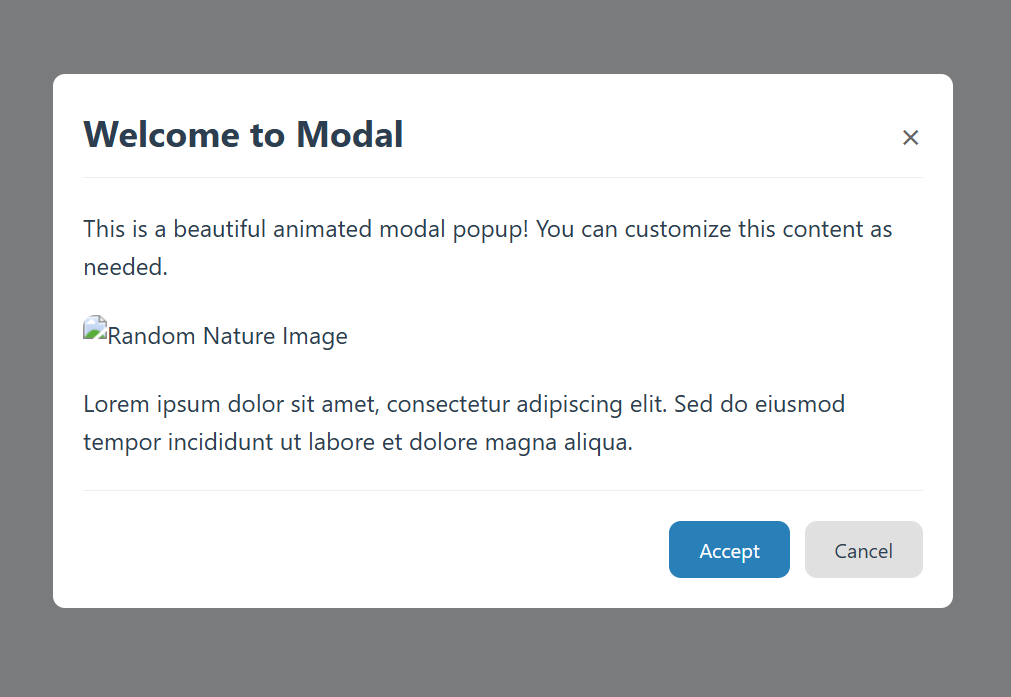 Welcome to Modal
×
This is a beautiful animated modal popup! You can customize this content as
needed.
Random Nature Image
Lorem ipsum dolor sit amet, consectetur adipiscing elit. Sed do eiusmod
tempor incididunt ut labore et dolore magna aliqua.
Accept
Cancel